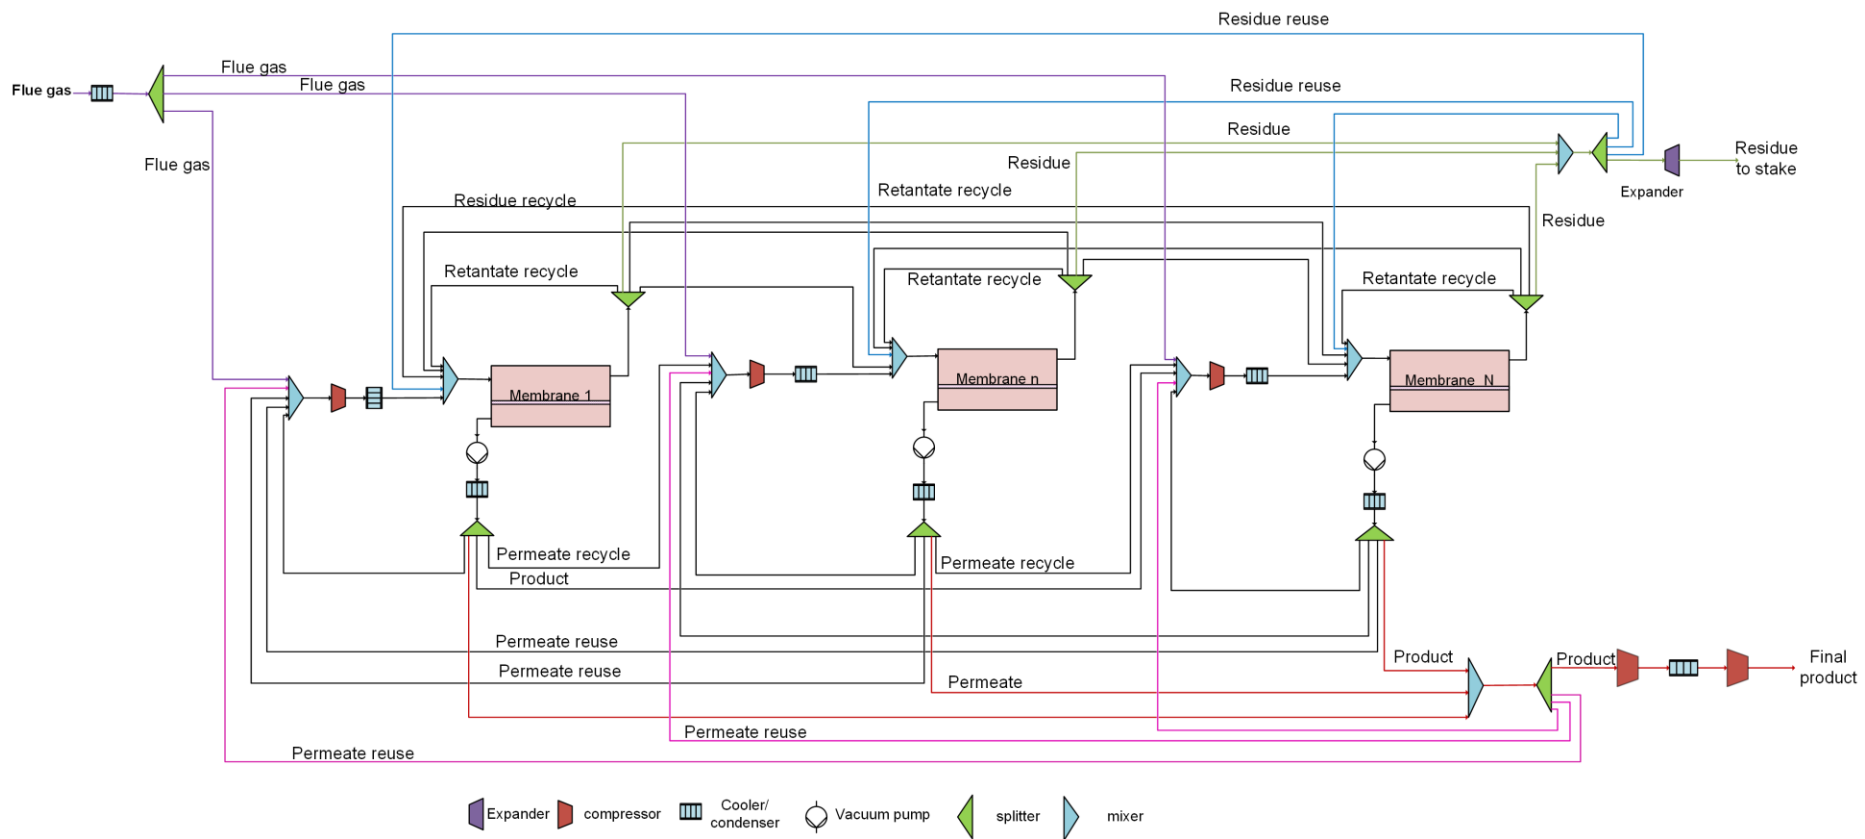 Residue reuse
Flue gas
Flue gas
Flue gas
Residue reuse
Residue
Flue gas
Residue
Residue
to stake
Retantate recycle
Expander
Residue recycle
Residue
Retantate recycle
Retantate recycle
Retantate recycle
Membrane 1
Membrane n
Membrane N
Permeate recycle
Permeate recycle
Product
Permeate reuse
Permeate reuse
Permeate
Product
Product
Final
product
Permeate reuse
Permeate reuse
Expander
compressor
Cooler/
condenser
Vacuum pump
splitter
mixer